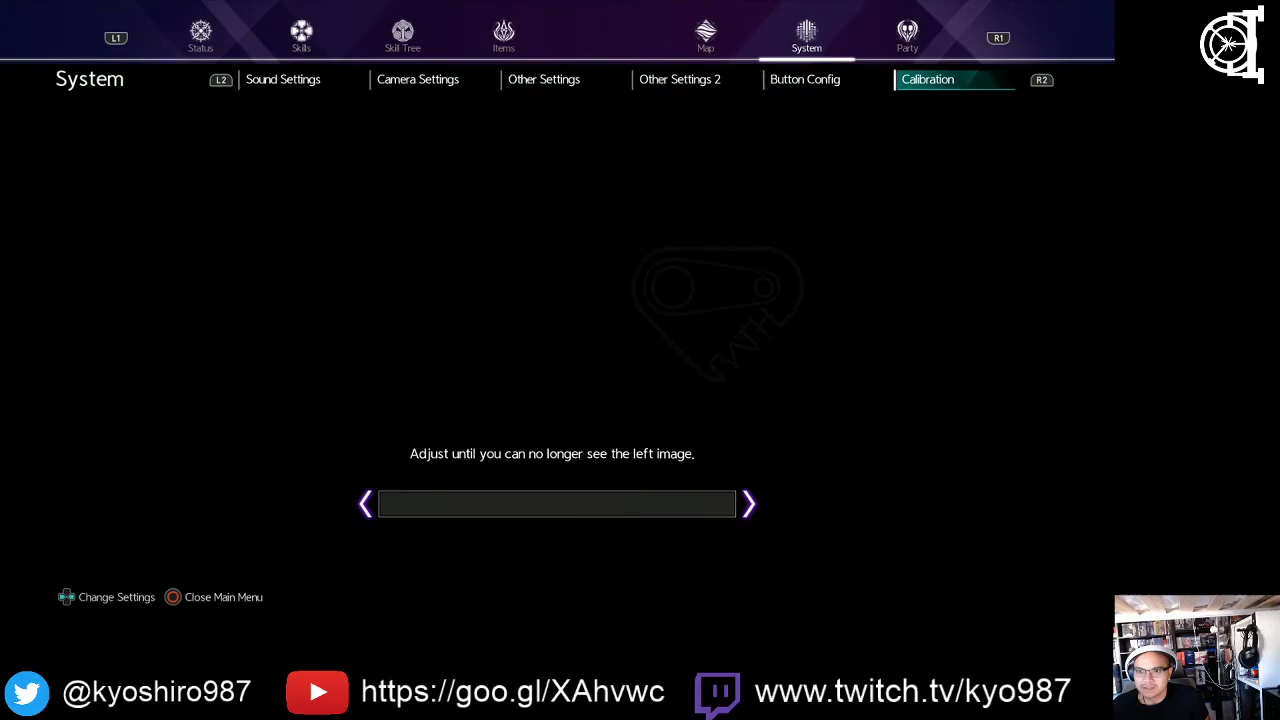 L1
Status
Skills
Skill Tree
Items
Map
System
Party
R1
System
L2
Sound Settings
Camera Settings
Other Settings
Other Settings 2
Button Config
Calibration
R2
Adjust until you can no longer see the left image.
Change Settings
Close Main Menu
@kyoshiro987
https://goo.gl/XAhvwc
www.twitch.tv/kyo987